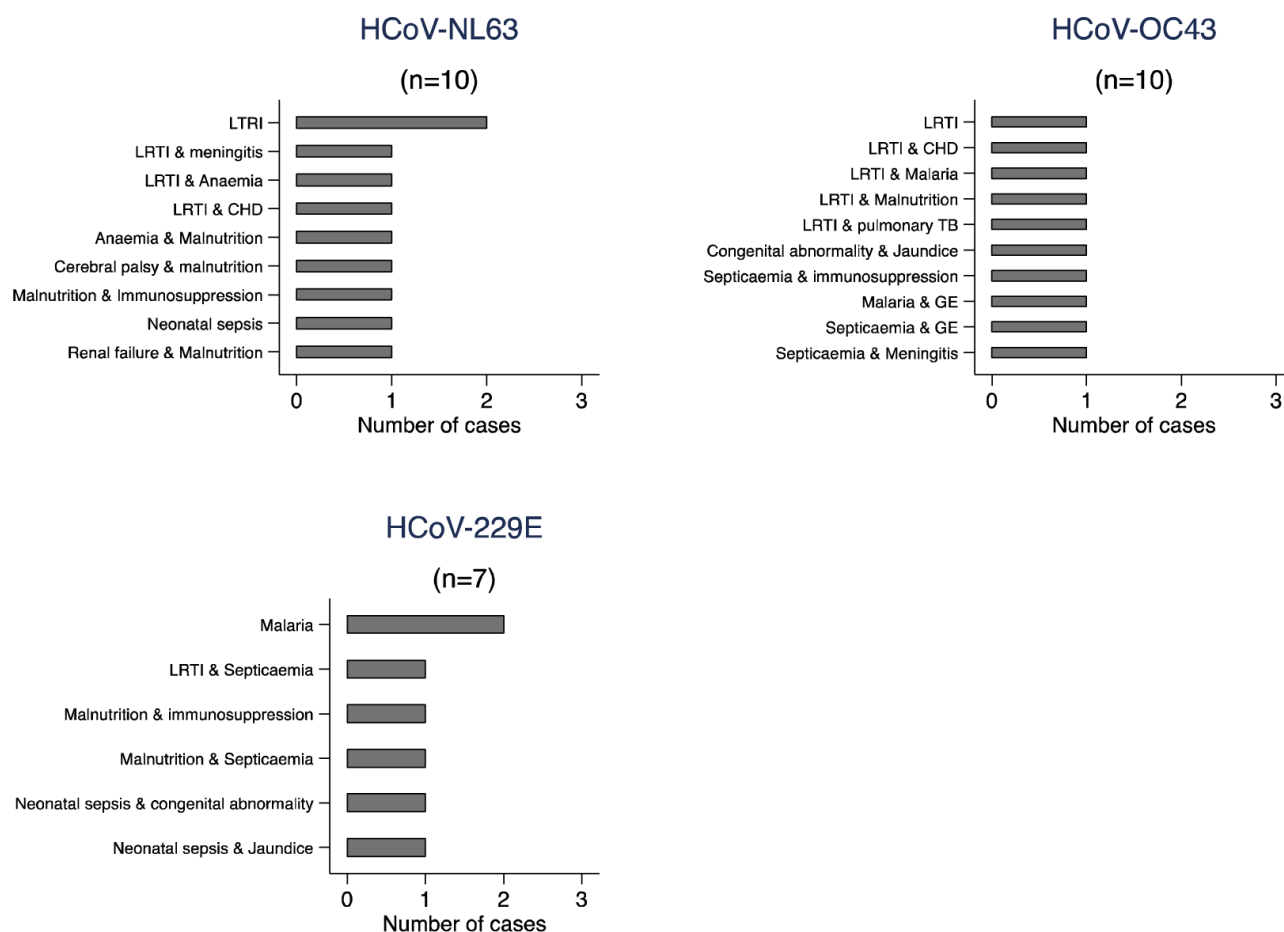 HCoV-NL63
(n=10)
LTRI
LRTI & meningitis
LRTI & Anaemia
LRTI & CHD
Anaemia & Malnutrition
Cerebral palsy & malnutrition
Malnutrition & Immunosuppression
Neonatal sepsis
Renal failure & Malnutrition
0 1 2 3
Number of cases
HCoV-OC43
(n=10)
LRTI
LRTI & CHD
LRTI & Malaria
LRTI & Malnutrition
LRTI & pulmonary TB
Congenital abnormality & Jaundice
Septicaemia & immunosuppression
Malaria & GE
Septicaemia & GE
Septicaemia & Meningitis
0 1 2 3
Number of cases
HCoV-229E
(n=7)
Malaria
LRTI & Septicaemia
Malnutrition & immunosuppression
Malnutrition & Septicaemia
Neonatal sepsis & congenital abnormality
Neonatal sepsis & Jaundice
0 1 2 3
Number of cases